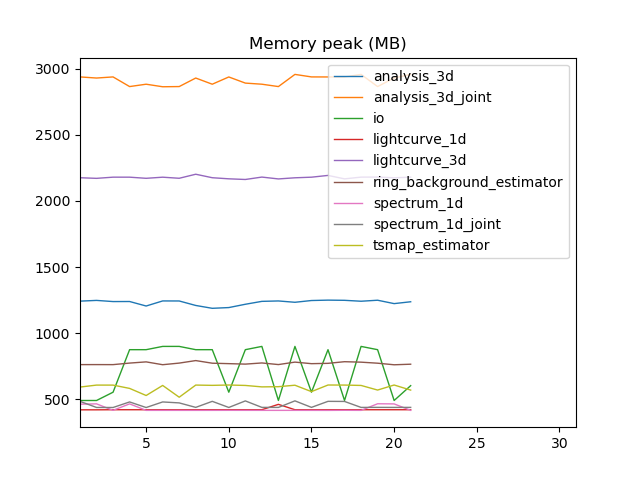 Memory peak (MB)
3000
2500
2000
1500
1000
500
analysis_3d
analysis_3d_joint
io
lightcurve_1d
lightcurve_3d
ring_background_estimator
spectrum_1d
spectrum_1d_joint
tsmap_estimator
5
10
15
20
25
30